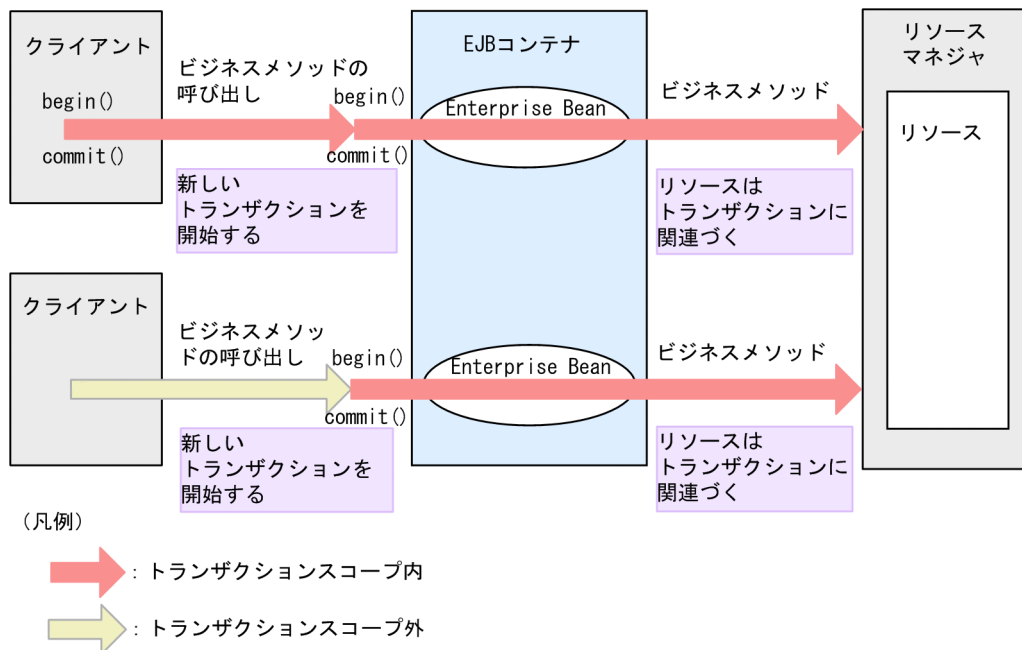 クライアント
begin()
commit()
ビジネスメソッドの
呼び出し
begin()
commit()
新しい
トランザクションを
開始する
EJBコンテナ
Enterprise Bean
ビジネスメソッド
リソースは
トランザクションに
関連づく
リソース
マネジャ
リソース
クライアント
ビジネスメソッ
ドの呼び出し
begin()
commit()
新しい
トランザクションを
開始する
Enterprise Bean
ビジネスメソッド
リソースは
トランザクションに
関連づく
(凡例)
: トランザクションスコープ内
: トランザクションスコープ外